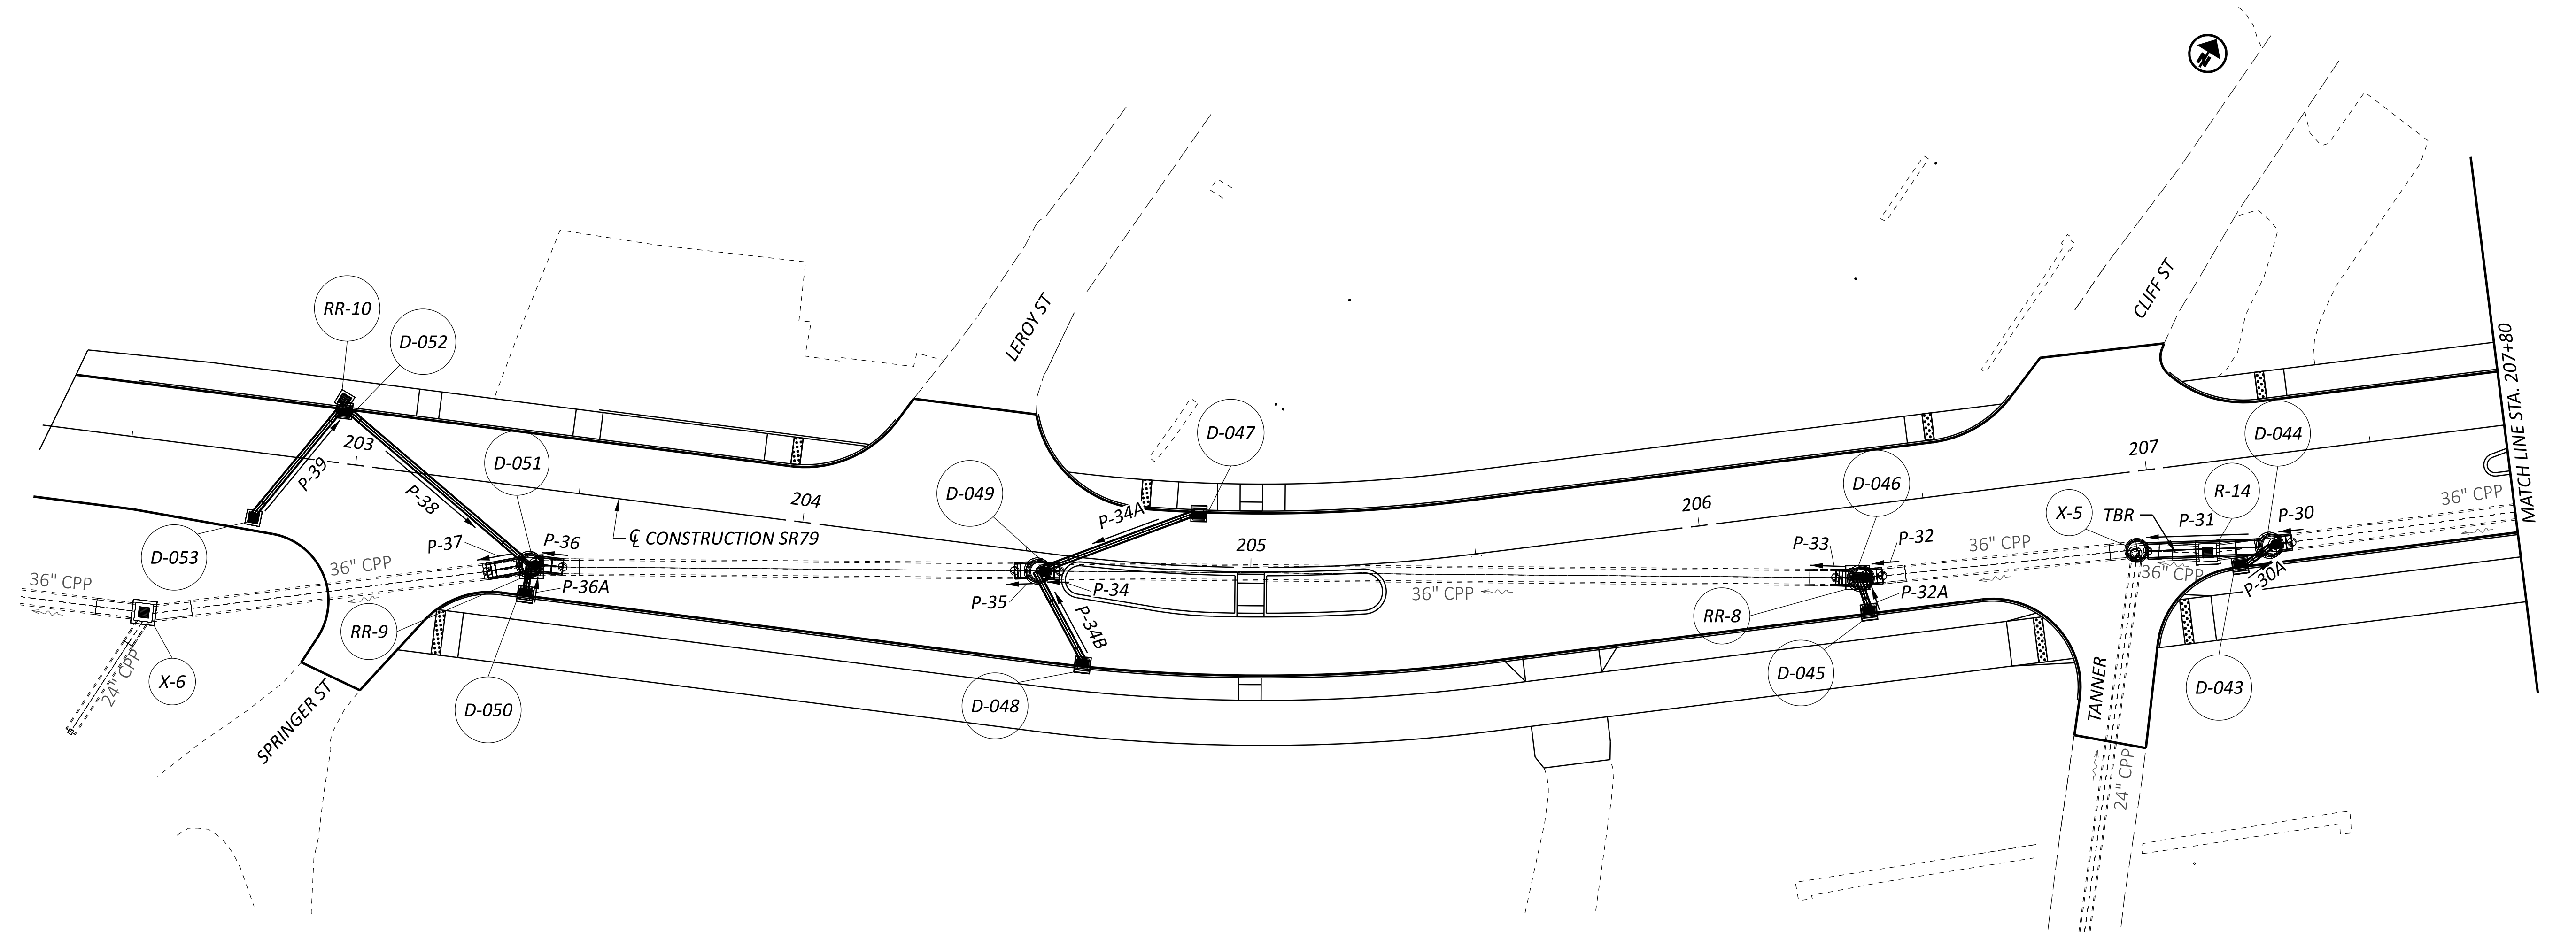 N
RR-10
D-052
LEROY ST
CLIFF ST
MATCH LINE STA. 207+80
203
P-39
P-38
D-051
204
D-049
D-047
P-34A
206
D-046
207
D-044
R-14
36" CPP
X-5
TBR
P-31
P-30
D-053
36" CPP
36" CPP
P-37
P-36
℄ CONSTRUCTION SR79
205
P-33
P-32
36" CPP
36" CPP
P-36A
P-35
P-34
P-34B
36" CPP
RR-8
P-32A
P-30A
X-6
24" CPP
RR-9
D-050
D-048
D-045
D-043
SPRINGER ST
TANNER
24" CPP